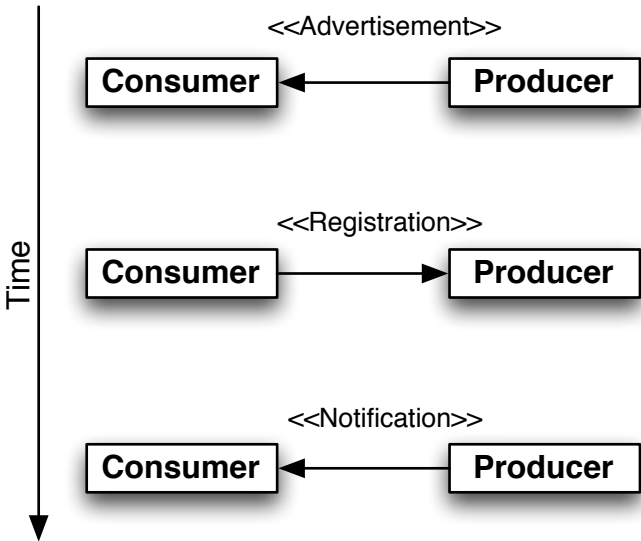 <<Advertisement>>
Consumer
Producer
<<Registration>>
Consumer
Producer
Time
<<Notification>>
Consumer
Producer